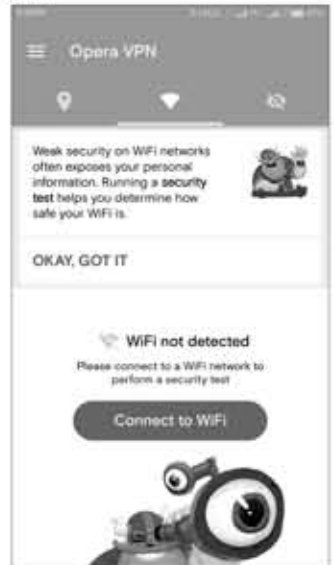 Opera VPN
Weak security on WiFi networks
often exposes your personal
information. Running a security
test helps you determine how
safe your WiFi is.
OKAY, GOT IT
WiFi not detected
Please connect to a WiFi network to
perform a security test
Connect to WiFi